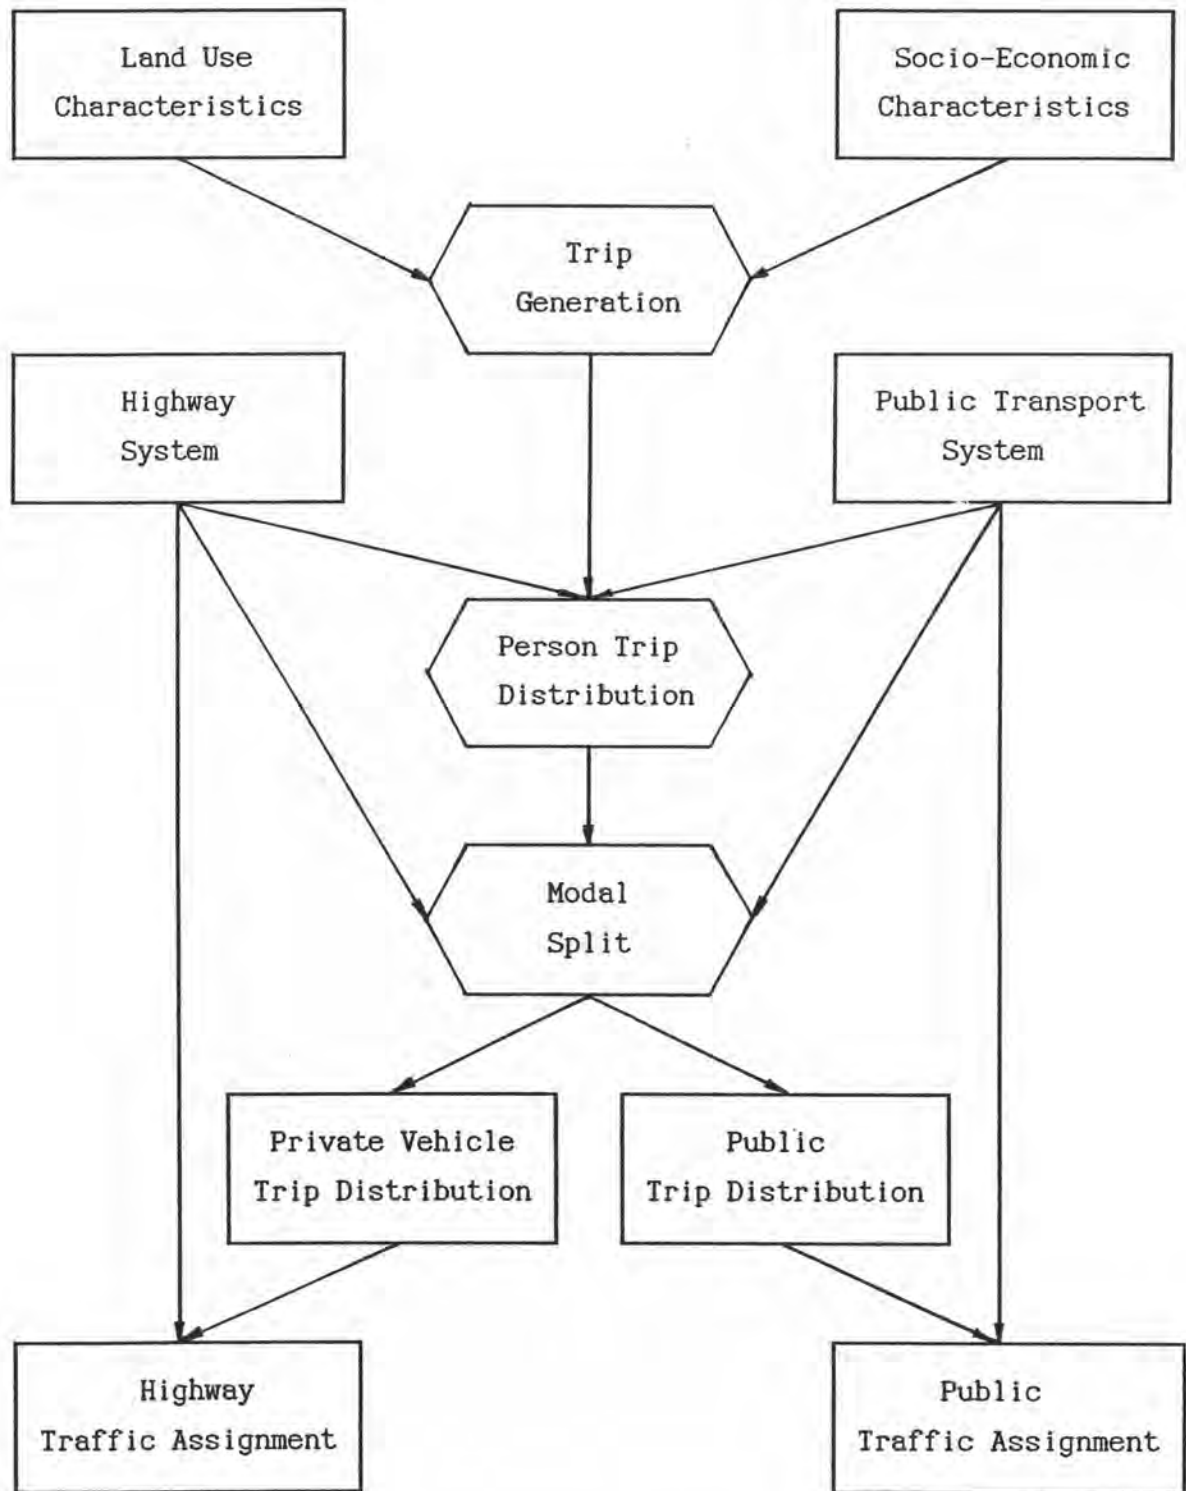 Land Use
Characteristics
Socio-Economic
Characteristics
Trip
Generation
Highway
System
Public Transport
System
Person Trip
Distribution
Modal
Split
Private Vehicle
Trip Distribution
Public
Trip Distribution
Highway
Traffic Assignment
Public
Traffic Assignment